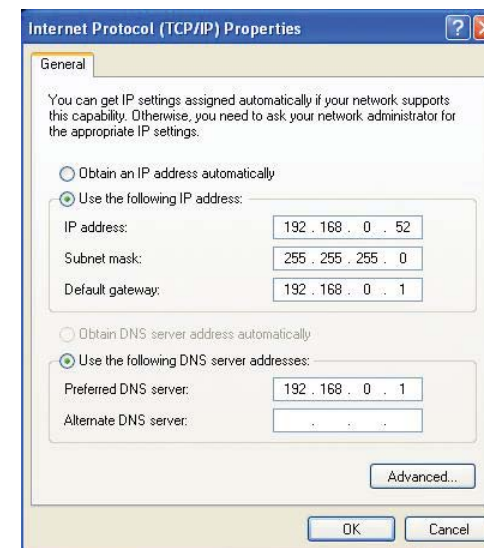 Internet Protocol (TCP/IP) Properties
General
You can get IP settings assigned automatically if your network supports
this capability. Otherwise, you need to ask your network administrator for
the appropriate IP settings.
Obtain an IP address automatically
Use the following IP address:
IP address: 192 . 168 . 0 . 52
Subnet mask: 255 . 255 . 255 . 0
Default gateway: 192 . 168 . 0 . 1
Obtain DNS server address automatically
Use the following DNS server addresses:
Preferred DNS server: 192 . 168 . 0 . 1
Alternate DNS server: . . .
Advanced...
OK Cancel